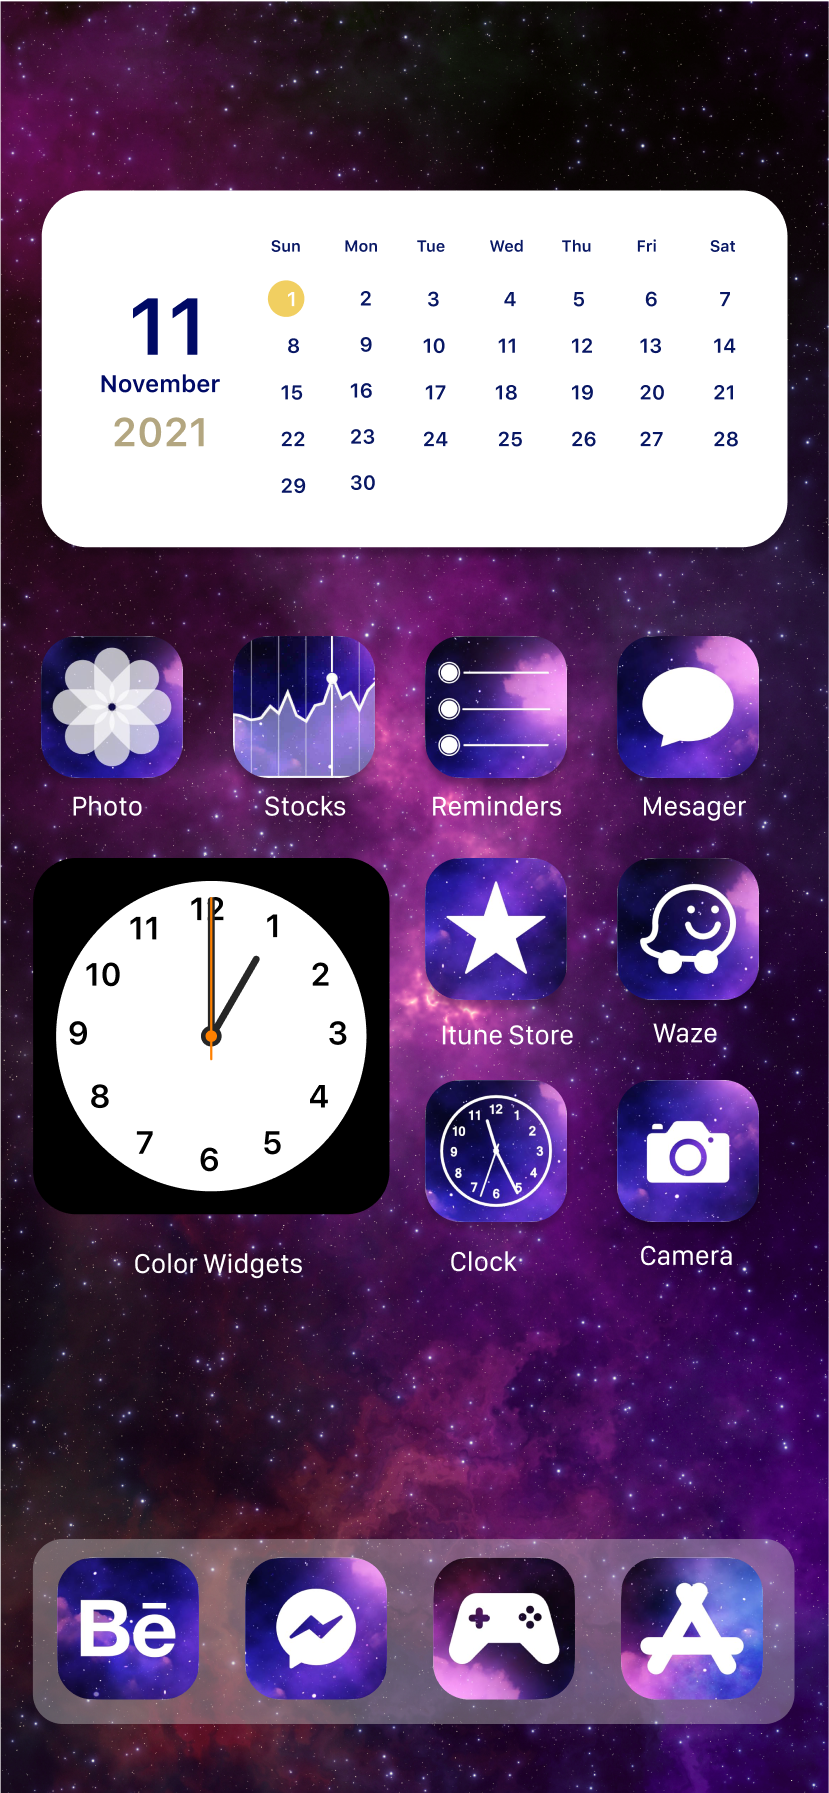 Sun Mon Tue Wed Thu Fri Sat
1 2 3 4 5 6 7
8 9 10 11 12 13 14
15 16 17 18 19 20 21
22 23 24 25 26 27 28
29 30
11
November
2021
Photo Stocks Reminders Mesager
12
11 1
10 2
9 3
8 4
7 5
6
Color Widgets
Itune Store Waze
12
11 1
10 2
9 3
8 4
7 5
6
Clock Camera
Bē